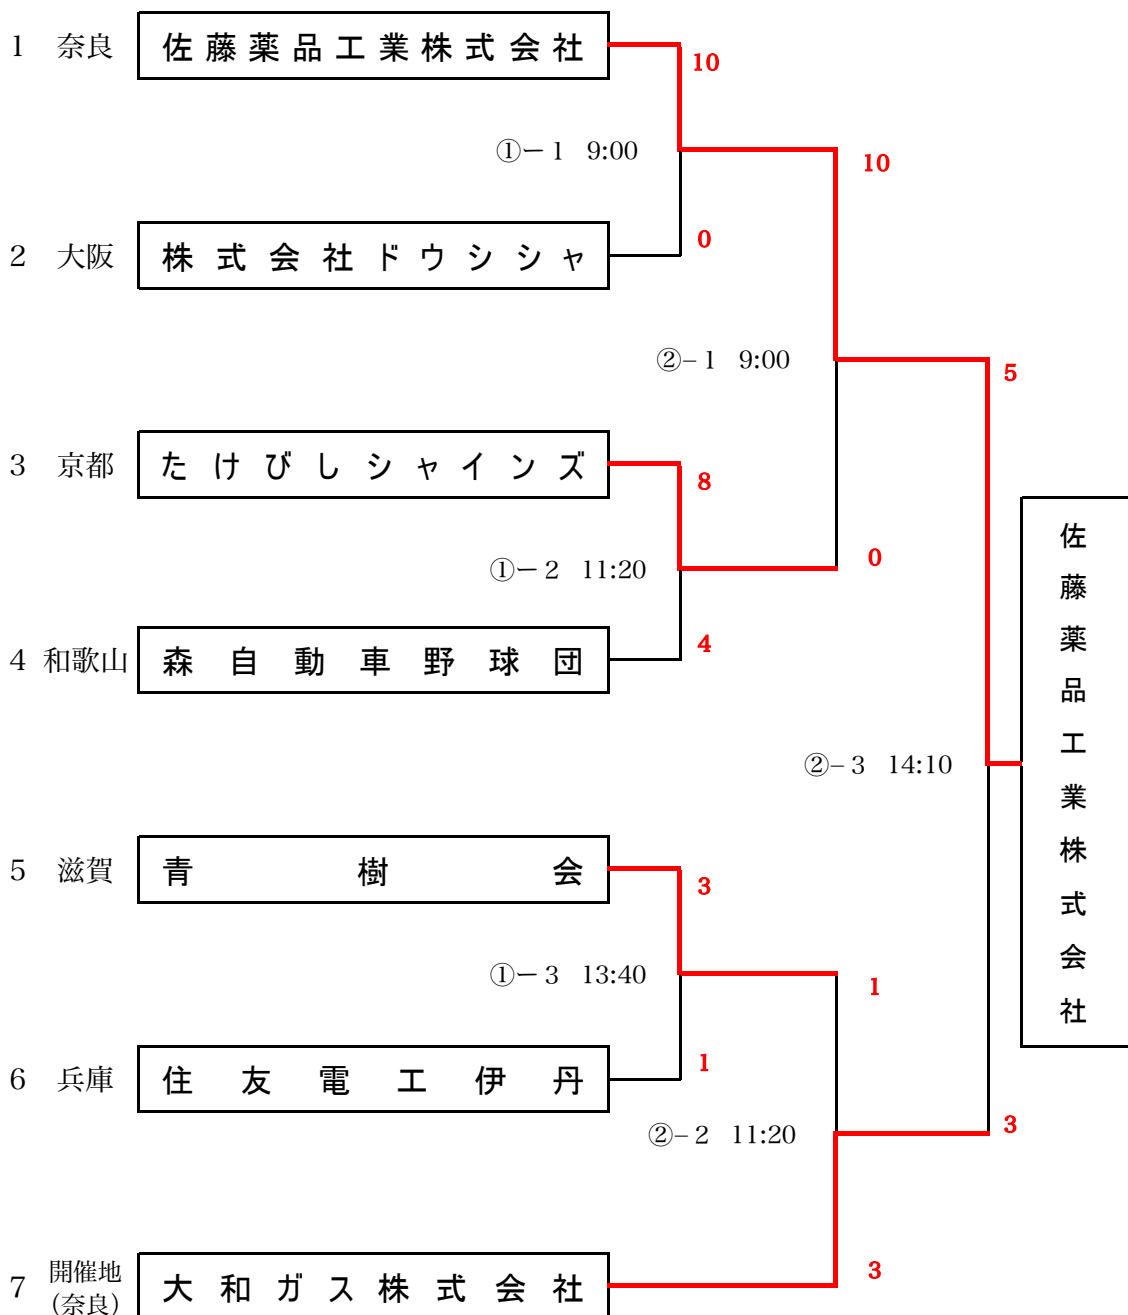 1 奈良 佐藤薬品工業株式会社
10
①ー1 9:00
10
2 大阪 株式会社ドウシシャ
0
②−1 9:00
5
3 京都 たけびしシャインズ
8
①ー2 11:20
0
4 和歌山 森自動車野球団
4
②−3 14:10
佐藤薬品工業株式会社
5 滋賀 青樹会
3
①ー3 13:40
1
6 兵庫 住友電工伊丹
1
②−2 11:20
3
7 開催地(奈良) 大和ガス株式会社
3